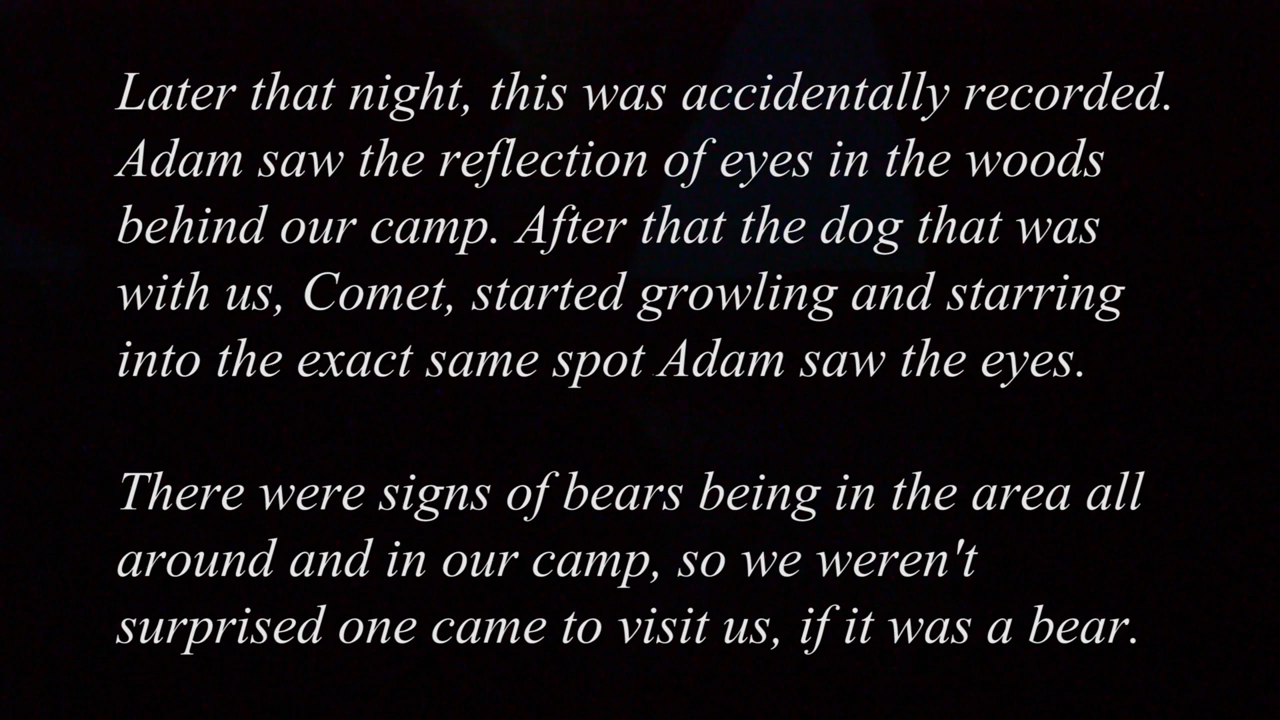 Later that night, this was accidentally recorded.
Adam saw the reflection of eyes in the woods
behind our camp. After that the dog that was
with us, Comet, started growling and starring
into the exact same spot Adam saw the eyes.
There were signs of bears being in the area all
around and in our camp, so we weren't
surprised one came to visit us, if it was a bear.